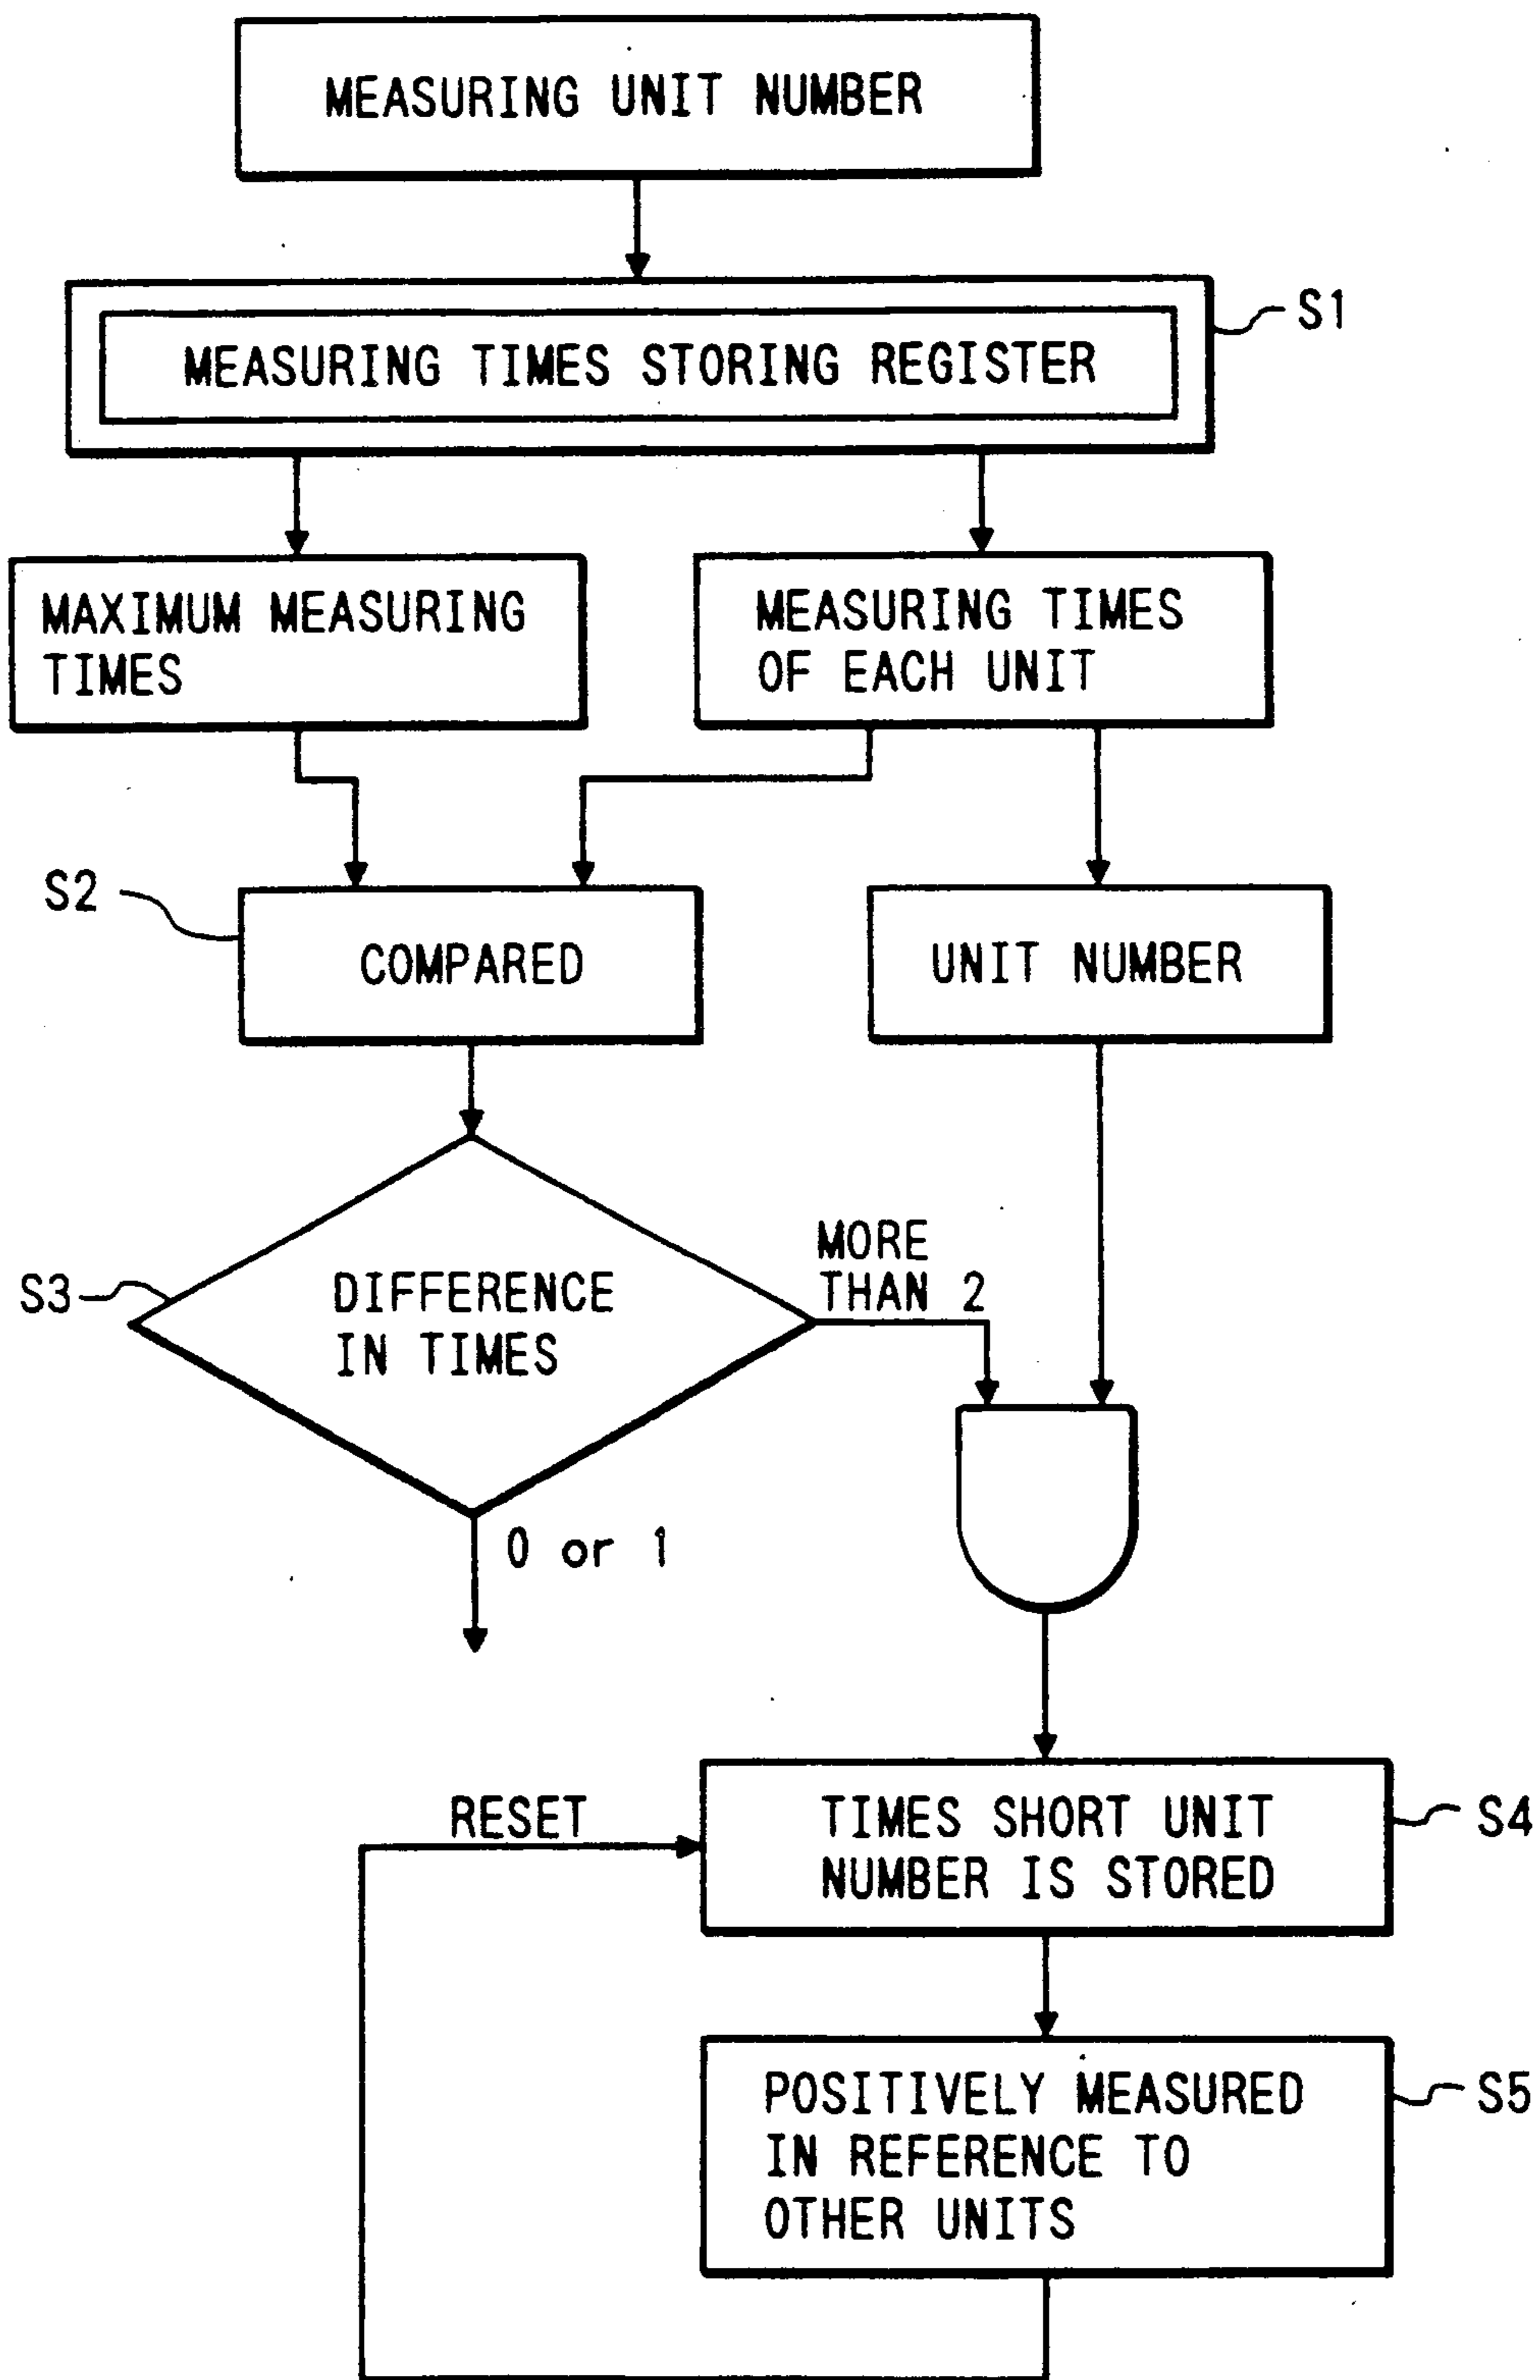 MEASURING UNIT NUMBER
MEASURING TIMES STORING REGISTER
S1
MAXIMUM MEASURING
TIMES
MEASURING TIMES
OF EACH UNIT
S2
COMPARED
UNIT NUMBER
S3
DIFFERENCE
IN TIMES
MORE
THAN 2
0 or 1
RESET
TIMES SHORT UNIT
NUMBER IS STORED
S4
POSITIVELY MEASURED
IN REFERENCE TO
OTHER UNITS
S5